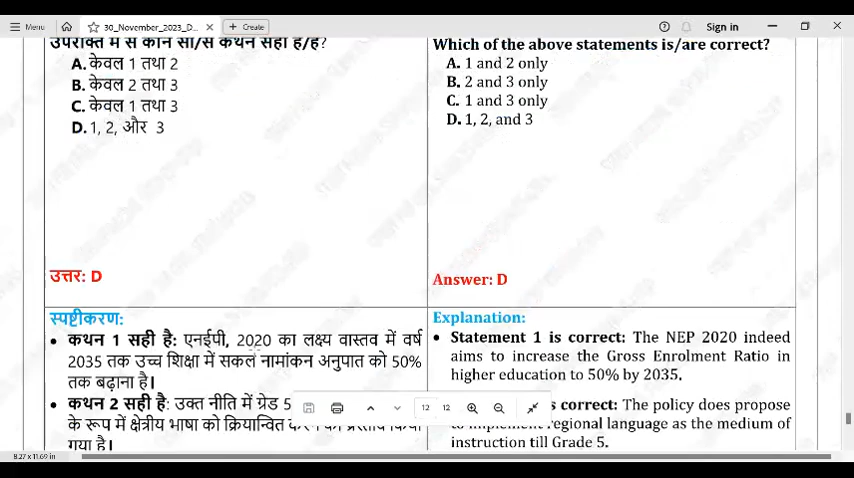 Menu
30_November_2023_D...
Create
Sign in
उपरोक्त में से कौन सा/से कथन सही है/हैं?
A. केवल 1 तथा 2
B. केवल 2 तथा 3
C. केवल 1 तथा 3
D. 1, 2, और 3
उत्तर: D
स्पष्टीकरण:
• कथन 1 सही है: एनईपी, 2020 का लक्ष्य वास्तव में वर्ष
2035 तक उच्च शिक्षा में सकल नामांकन अनुपात को 50%
तक बढ़ाना है।
• कथन 2 सही है: उक्त नीति में ग्रेड 5
के रूप में क्षेत्रीय भाषा को क्रियान्वित
गया है।
Which of the above statements is/are correct?
A. 1 and 2 only
B. 2 and 3 only
C. 1 and 3 only
D. 1, 2, and 3
Answer: D
Explanation:
• Statement 1 is correct: The NEP 2020 indeed
aims to increase the Gross Enrolment Ratio in
higher education to 50% by 2035.
s correct: The policy does propose
regional language as the medium of
instruction till Grade 5.
12 12
8.27 x 11.69 in